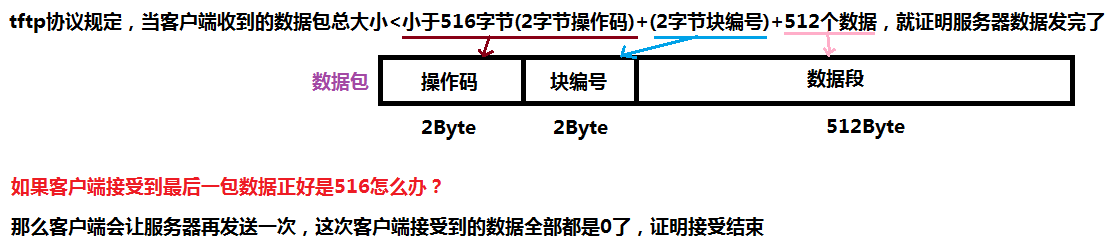 tftp协议规定，当客户端收到的数据包总大小<小于516字节(2字节操作码)+(2字节块编号)+512个数据，就证明服务器数据发完了
数据包 操作码 块编号 数据段
2Byte 2Byte 512Byte
如果客户端接受到最后一包数据正好是516怎么办？
那么客户端会让服务器再发送一次，这次客户端接受到的数据全部都是0了，证明接受结束